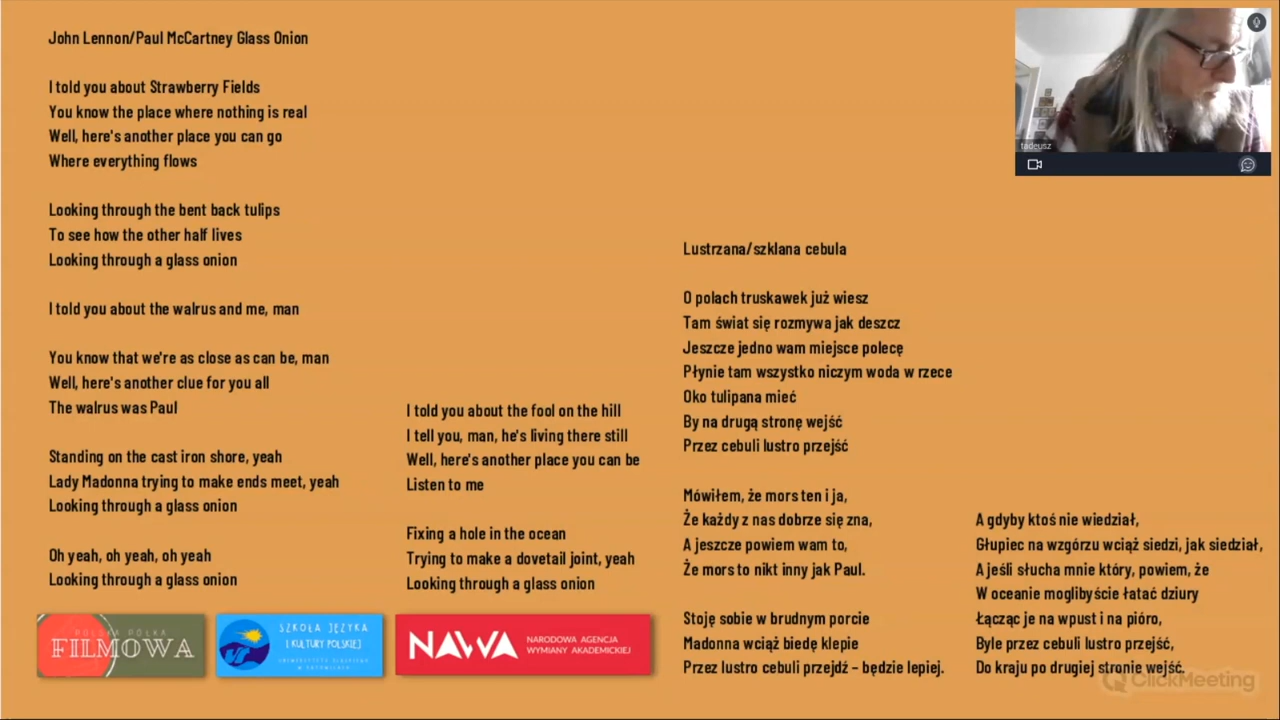 John Lennon/Paul McCartney Glass Onion
I told you about Strawberry Fields
You know the place where nothing is real
Well, here's another place you can go
Where everything flows
Looking through the bent back tulips
To see how the other half lives
Looking through a glass onion
I told you about the walrus and me, man
You know that we're as close as can be, man
Well, here's another clue for you all
The walrus was Paul
Standing on the cast iron shore, yeah
Lady Madonna trying to make ends meet, yeah
Looking through a glass onion
Oh yeah, oh yeah, oh yeah
Looking through a glass onion
I told you about the fool on the hill
I tell you, man, he's living there still
Well, here's another place you can be
Listen to me
Fixing a hole in the ocean
Trying to make a dovetail joint, yeah
Looking through a glass onion
Lustrzana/szklana cebula
O polach truskawek już wiesz
Tam świat się rozmywa jak deszcz
Jeszcze jedno wam miejsce polecę
Płynie tam wszystko niczym woda w rzece
Oko tulipana mieć
By na drugą stronę wejść
Przez cebuli lustro przejść
Mówiłem, że mors ten i ja,
Że każdy z nas dobrze się zna,
A jeszcze powiem wam to,
Że mors to nikt inny jak Paul.
Stoję sobie w brudnym porcie
Madonna wciąż biedę klepie
Przez lustro cebuli przejdź – będzie lepiej.
A gdyby ktoś nie wiedział,
Głupiec na wzgórzu wciąż siedzi, jak siedział,
A jeśli słucha mnie który, powiem, że
W oceanie moglibyście łatać dziury
Łącząc je na wpust i na pióro,
Byle przez cebuli lustro przejść,
Do kraju po drugiej stronie wejść.
tadeusz
POLSKA PÓŁKA
FILMOWA
SZKOŁA JĘZYKA
I KULTURY POLSKIEJ
UNIWERSYTETU ŚLĄSKIEGO
W KATOWICACH
NAWA
NARODOWA AGENCJA
WYMIANY AKADEMICKIEJ
ClickMeeting